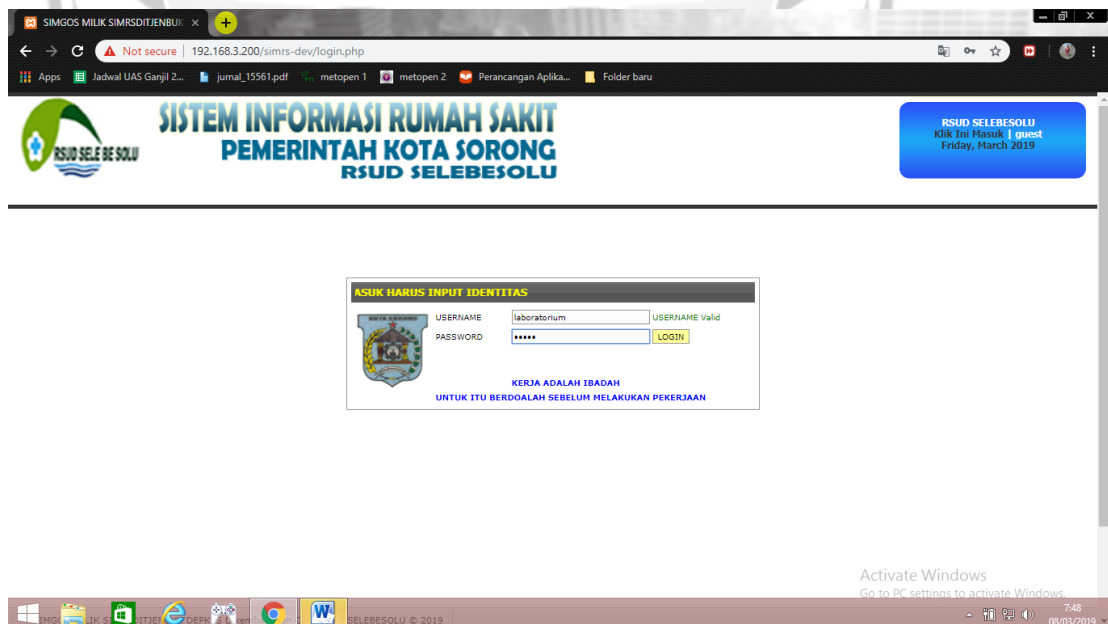 SIMGOS MILIK SIMRSDITJENBUK
Not secure | 192.168.3.200/simrs-dev/login.php
Apps Jadwal UAS Ganjil 2... jurnal_15561.pdf metopen 1 metopen 2 Perancangan Aplika... Folder baru
RSUD SELE BE SOLU
SISTEM INFORMASI RUMAH SAKIT
PEMERINTAH KOTA SORONG
RSUD SELEBESOLU
RSUD SELEBESOLU
Klik Ini Masuk | guest
Friday, March 2019
ASUK HARUS INPUT IDENTITAS
KOTA SORONG
USERNAME laboratorium USERNAME Valid
PASSWORD ••••• LOGIN
KERJA ADALAH IBADAH
UNTUK ITU BERDOALAH SEBELUM MELAKUKAN PEKERJAAN
Activate Windows
Go to PC settings to activate Windows.
SELEBESOLU © 2019
7:48
08/03/2019